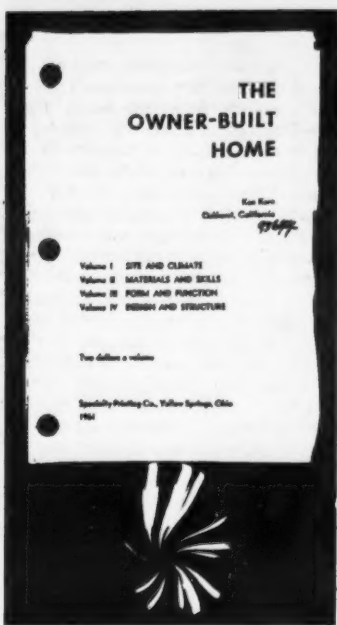 THE
OWNER-BUILT
HOME
Ken Kern
Oakhurst, California
Volume I SITE AND CLIMATE
Volume II MATERIALS AND SKILLS
Volume III FORM AND FUNCTION
Volume IV DESIGN AND STRUCTURE
Two dollars a volume
Specialty Printing Co., Yellow Springs, Ohio